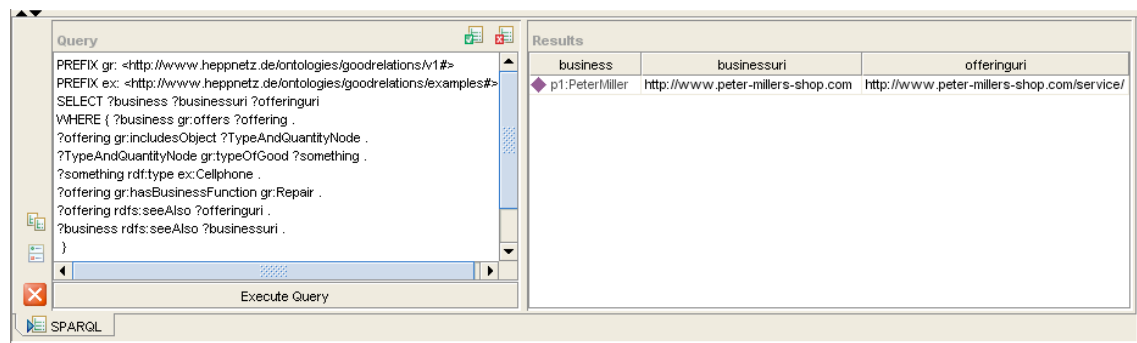 Query
PREFIX gr: <http://www.heppnetz.de/ontologies/goodrelations/v1#>
PREFIX ex: <http://www.heppnetz.de/ontologies/goodrelations/examples#>
SELECT ?business ?businessuri ?offeringuri
WHERE { ?business gr:offers ?offering .
?offering gr:includesObject ?TypeAndQuantityNode .
?TypeAndQuantityNode gr:typeOfGood ?something .
?something rdf:type ex:Cellphone .
?offering gr:hasBusinessFunction gr:Repair .
?offering rdfs:seeAlso ?offeringuri .
?business rdfs:seeAlso ?businessuri .
}
Execute Query
Results
business businessuri offeringuri
p1:PeterMiller http://www.peter-millers-shop.com http://www.peter-millers-shop.com/service/
SPARQL